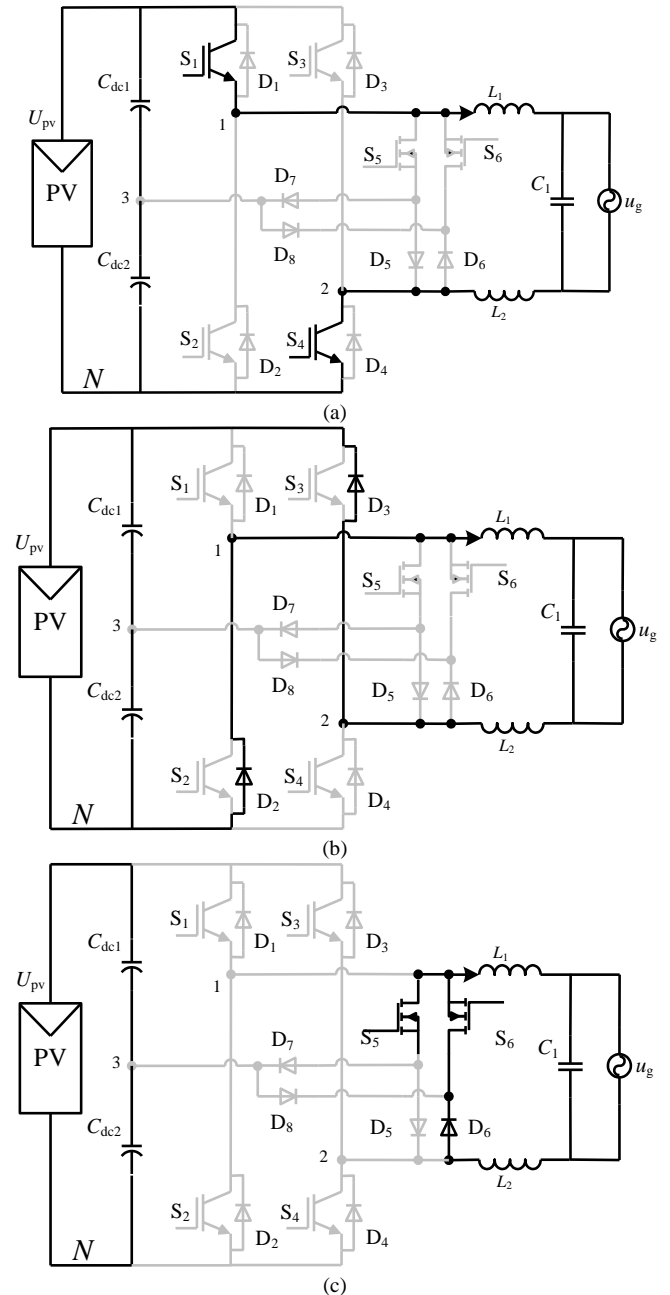 S1
D1
S3
D3
Cdc1
Upv
PV
1
L1
S5
S6
D7
3
D8
C1
ug
Cdc2
D5
D6
2
L2
S2
D2
S4
D4
N
(a)
S1
D1
S3
D3
Cdc1
Upv
PV
1
L1
S5
S6
D7
3
D8
C1
ug
Cdc2
D5
D6
2
L2
S2
D2
S4
D4
N
(b)
S1
D1
S3
D3
Cdc1
Upv
PV
1
L1
S5
S6
D7
3
D8
C1
ug
Cdc2
D5
D6
2
L2
S2
D2
S4
D4
N
(c)